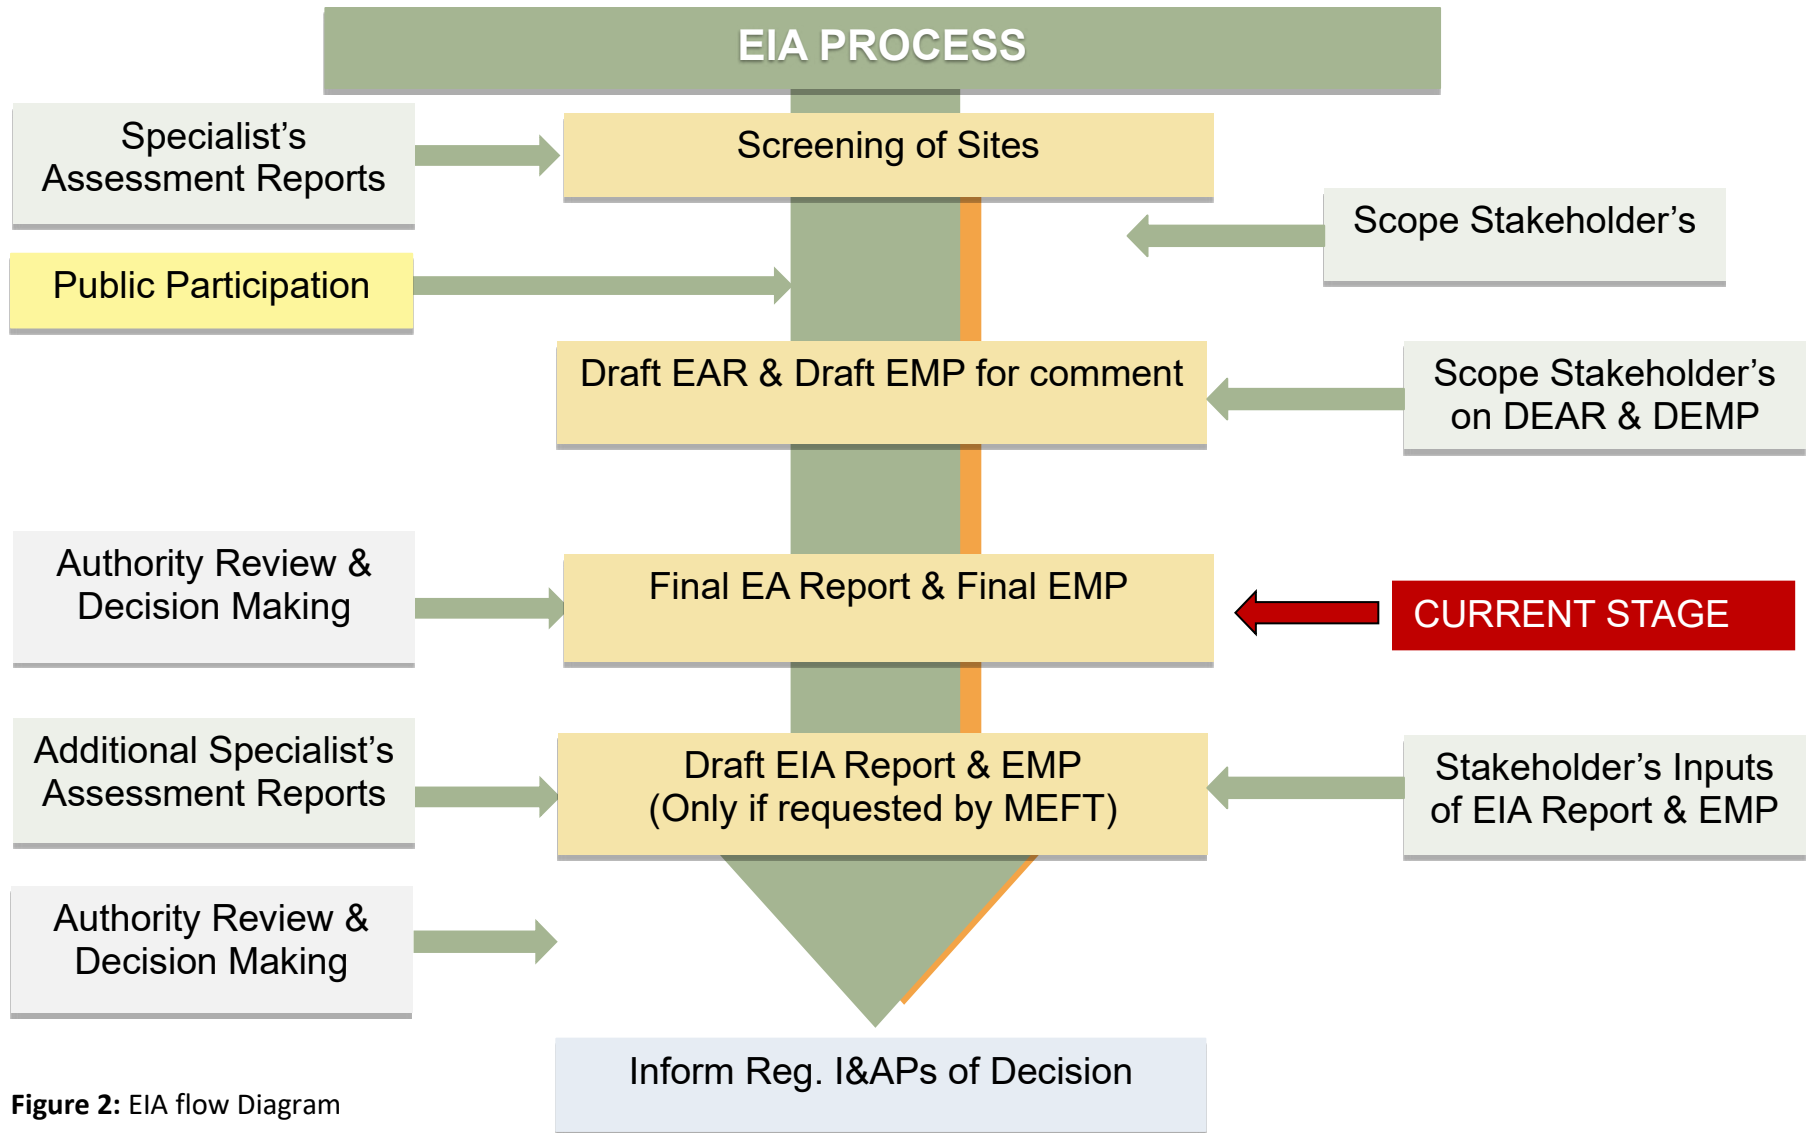 EIA PROCESS
Specialist’s
Assessment Reports
Screening of Sites
Scope Stakeholder’s
Public Participation
Draft EAR & Draft EMP for comment
Scope Stakeholder’s
on DEAR & DEMP
Authority Review &
Decision Making
Final EA Report & Final EMP
CURRENT STAGE
Additional Specialist’s
Assessment Reports
Draft EIA Report & EMP
(Only if requested by MEFT)
Stakeholder’s Inputs
of EIA Report & EMP
Authority Review &
Decision Making
Inform Reg. I&APs of Decision
Figure 2: EIA flow Diagram